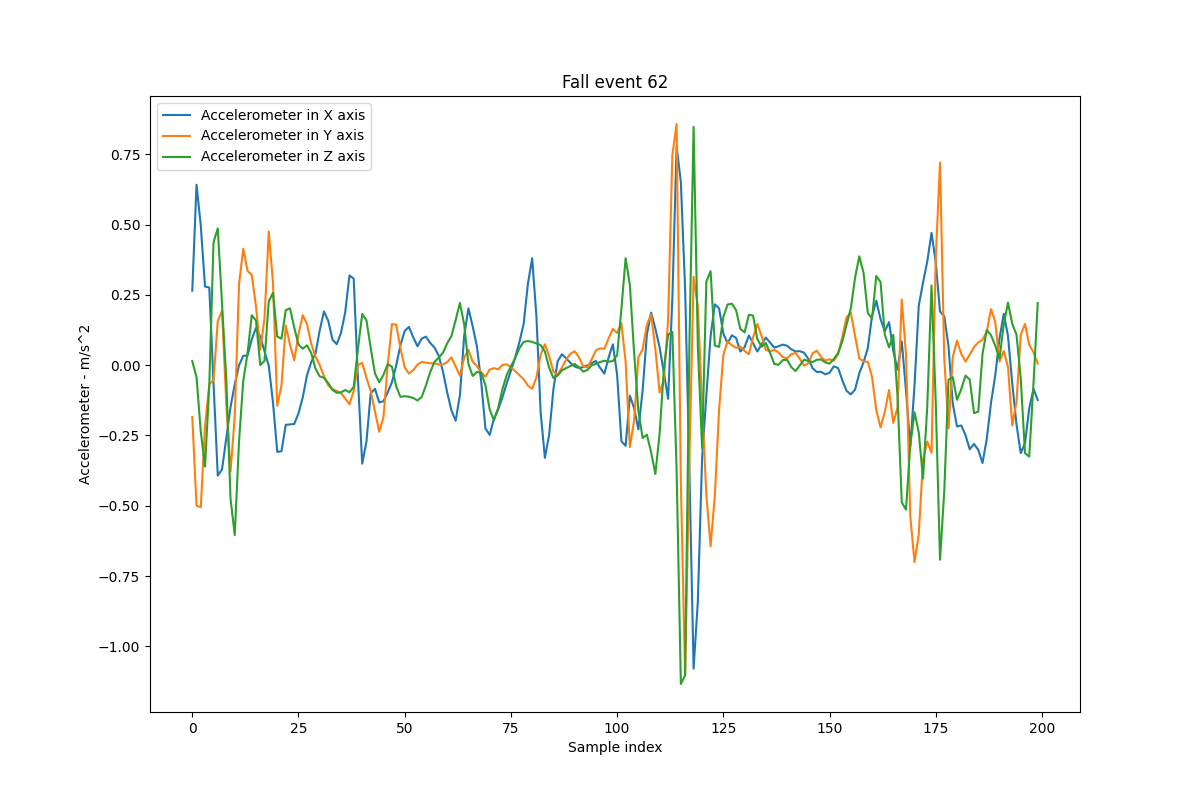 Fall event 62
Accelerometer in X axis
Accelerometer in Y axis
Accelerometer in Z axis
Accelerometer - m/s^2
0.75
0.50
0.25
0.00
−0.25
−0.50
−0.75
−1.00
0 25 50 75 100 125 150 175 200
Sample index